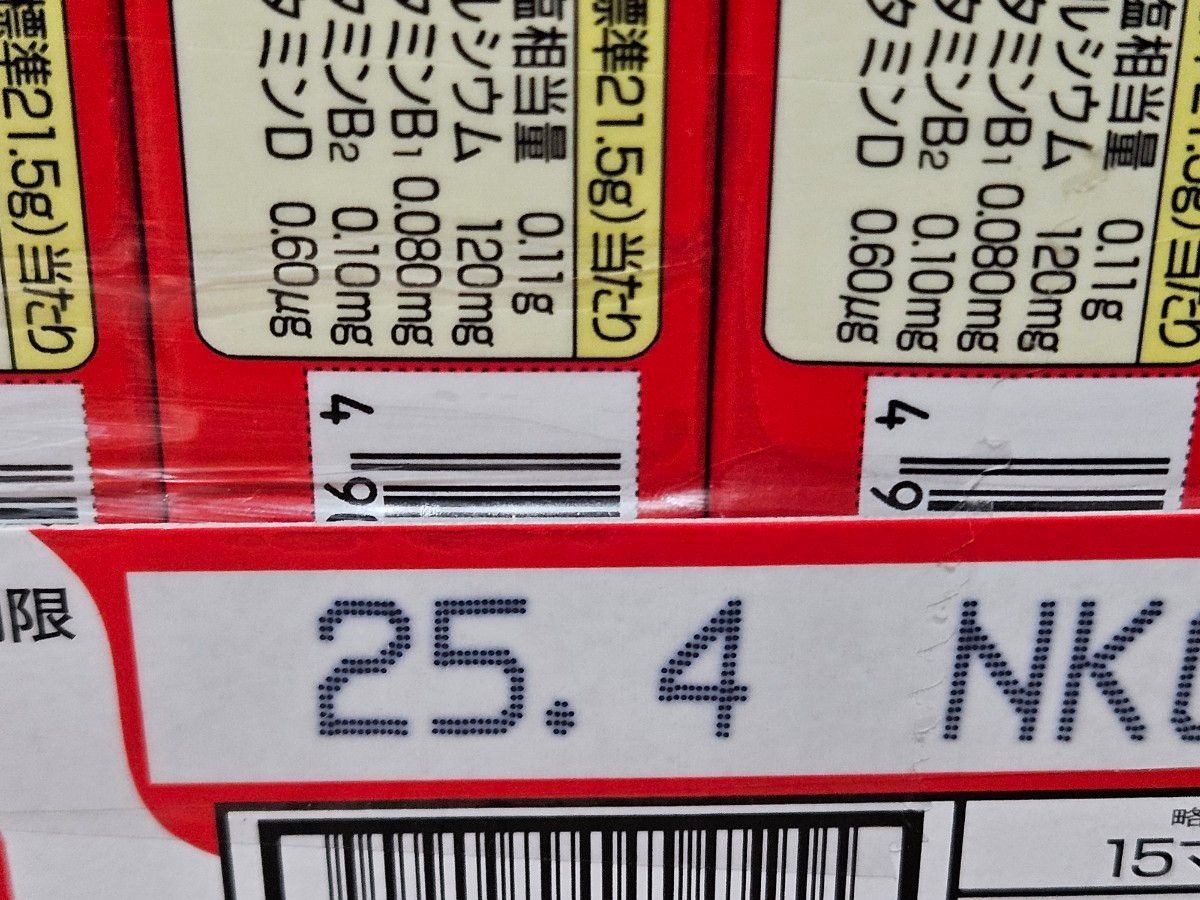 標準21.5g)当たり
塩相当量 0.11g
ルシウム 120mg
タミンB1 0.080mg
タミンB2 0.10mg
タミンD 0.60μg
標準21.5g)当たり
相当量 0.11g
ルシウム 120mg
タミンB1 0.080mg
タミンB2 0.10mg
タミンD 0.60μg
.5g)当たり
4 9
4 9
限
25. 4 NK
15